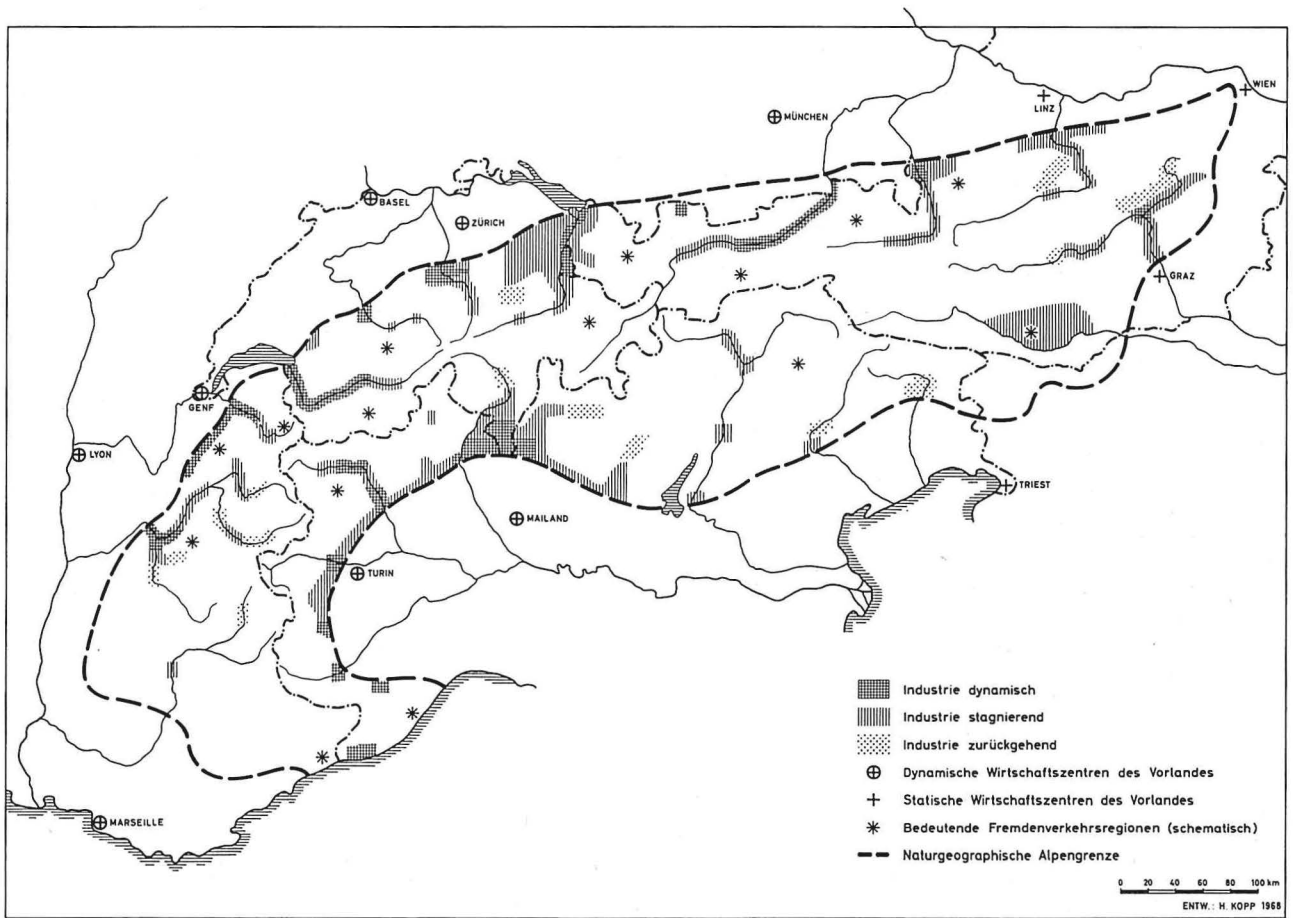 WIEN
LINZ
MÜNCHEN
BASEL
ZÜRICH
GRAZ
GENF
LYON
TRIEST
MAILAND
TURIN
MARSEILLE
Industrie dynamisch
Industrie stagnierend
Industrie zurückgehend
Dynamische Wirtschaftszentren des Vorlandes
Statische Wirtschaftszentren des Vorlandes
Bedeutende Fremdenverkehrsregionen (schematisch)
Naturgeographische Alpengrenze
0 20 40 60 80 100 km
ENTW.: H. KOPP 1968